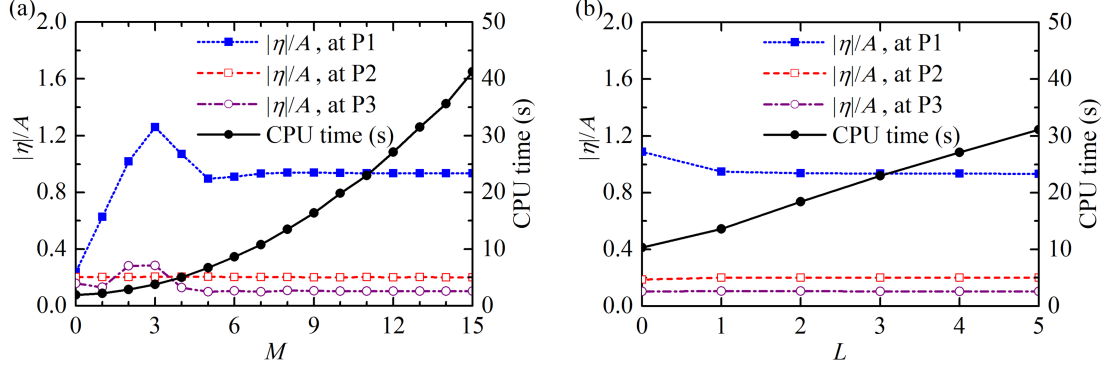 (a)
|η|/A, at P1
|η|/A, at P2
|η|/A, at P3
CPU time (s)
|η|/A
2.0
1.6
1.2
0.8
0.4
0.0
50
40
30
20
10
0
CPU time (s)
0 3 6 9 12 15
M
(b)
|η|/A, at P1
|η|/A, at P2
|η|/A, at P3
CPU time (s)
|η|/A
2.0
1.6
1.2
0.8
0.4
0.0
50
40
30
20
10
0
CPU time (s)
0 1 2 3 4 5
L